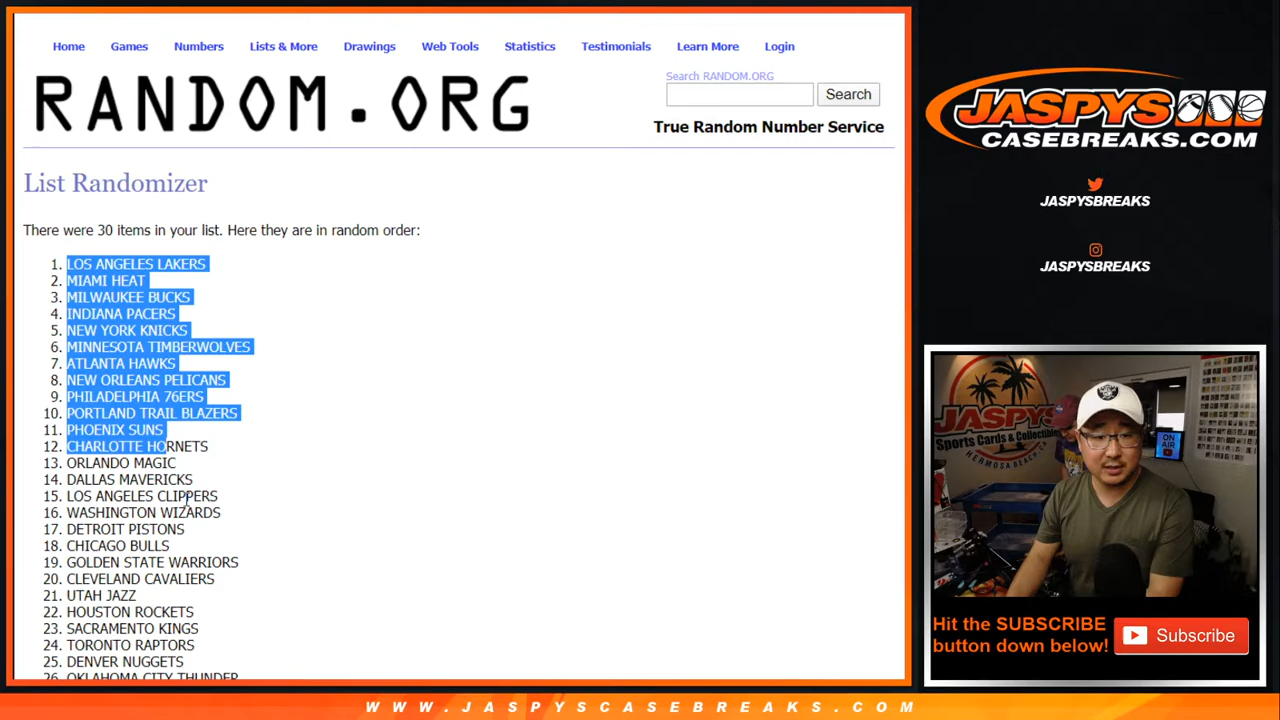 Home Games Numbers Lists & More Drawings Web Tools Statistics Testimonials Learn More Login
RANDOM.ORG
Search RANDOM.ORG
Search
True Random Number Service
List Randomizer
There were 30 items in your list. Here they are in random order:
1. LOS ANGELES LAKERS
2. MIAMI HEAT
3. MILWAUKEE BUCKS
4. INDIANA PACERS
5. NEW YORK KNICKS
6. MINNESOTA TIMBERWOLVES
7. ATLANTA HAWKS
8. NEW ORLEANS PELICANS
9. PHILADELPHIA 76ERS
10. PORTLAND TRAIL BLAZERS
11. PHOENIX SUNS
12. CHARLOTTE HORNETS
13. ORLANDO MAGIC
14. DALLAS MAVERICKS
15. LOS ANGELES CLIPPERS
16. WASHINGTON WIZARDS
17. DETROIT PISTONS
18. CHICAGO BULLS
19. GOLDEN STATE WARRIORS
20. CLEVELAND CAVALIERS
21. UTAH JAZZ
22. HOUSTON ROCKETS
23. SACRAMENTO KINGS
24. TORONTO RAPTORS
25. DENVER NUGGETS
26. OKLAHOMA CITY THUNDER
JASPYS
CASEBREAKS.COM
JASPYSBREAKS
JASPYSBREAKS
JASPYS
Sports Cards & Collectibles
HERMOSA BEACH, CA
ON AIR
Hit the SUBSCRIBE
button down below!
Subscribe
WWW.JASPYSCASEBREAKS.COM